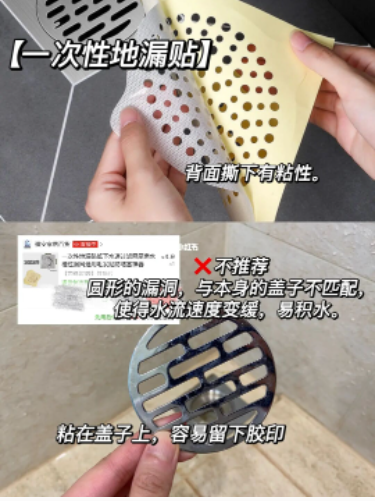 【一次性地漏贴】
背面撕下有粘性。
❌不推荐
圆形的漏洞，与本身的盖子不匹配，
使得水流速度变缓，易积水。
粘在盖子上，容易留下胶印